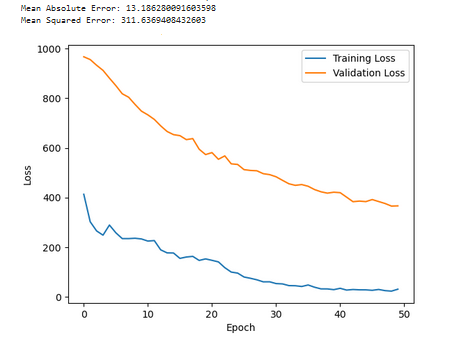 Mean Absolute Error: 13.186280091603598
Mean Squared Error: 311.6369408432603
1000
800
600
400
200
0
Loss
Training Loss
Validation Loss
0 10 20 30 40 50
Epoch